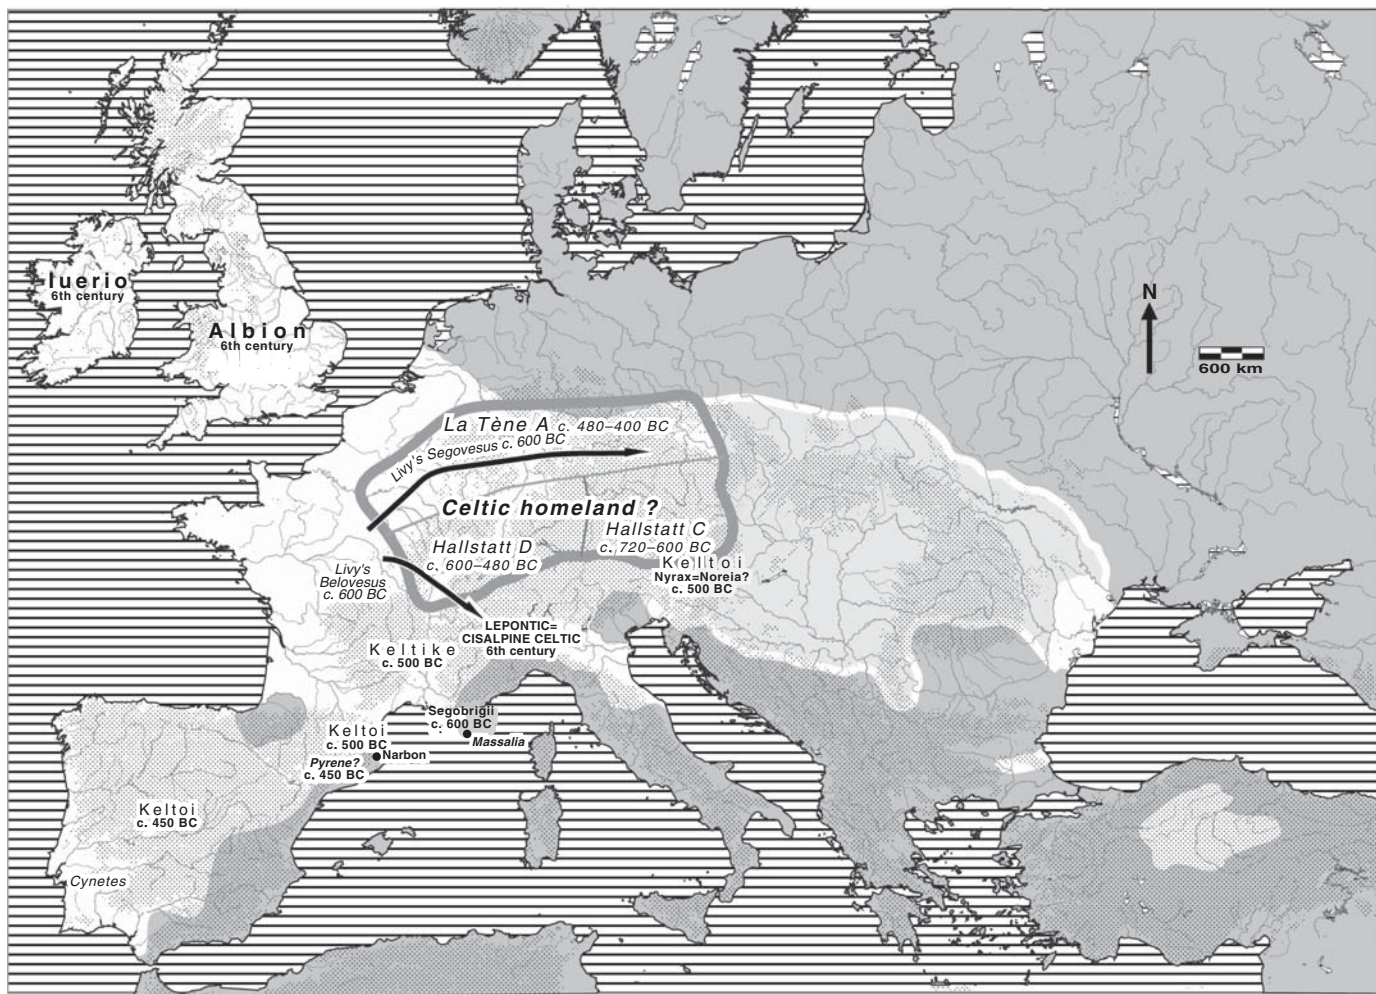 Iuerio
6th century
Albion
6th century
N
600 km
La Tène A c. 480–400 BC
Livy's Segovesus c. 600 BC
Celtic homeland ?
Hallstatt C
c. 720–600 BC
Hallstatt D
c. 600–480 BC
Keltoi
Nyrax=Noreia?
c. 500 BC
Livy's
Belovesus
c. 600 BC
LEPONTIC=
CISALPINE CELTIC
6th century
Keltike
c. 500 BC
Segobrigii
c. 600 BC
Massalia
Keltoi
c. 500 BC
Narbon
Pyrene?
c. 450 BC
Keltoi
c. 450 BC
Cynetes